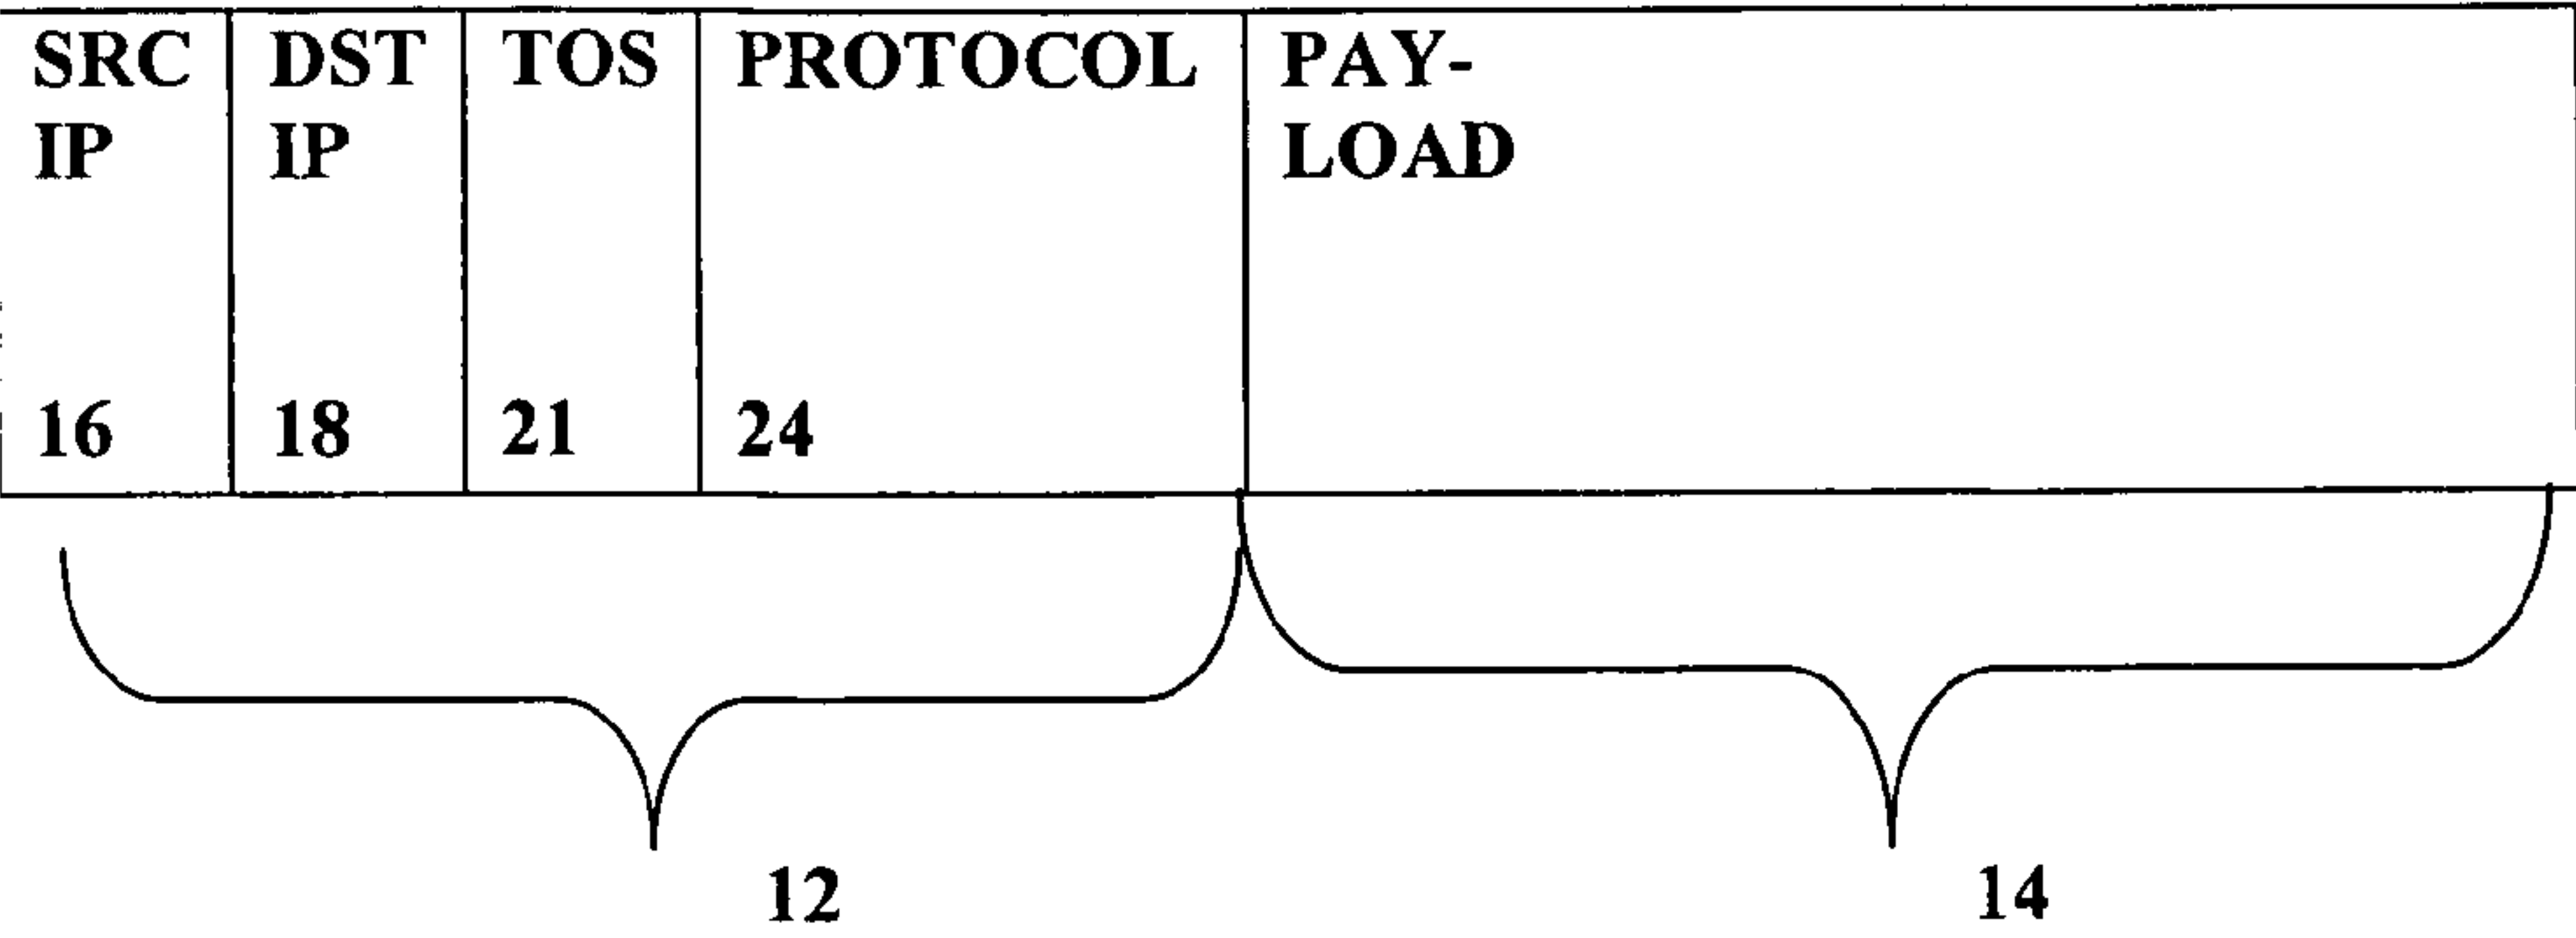 SRC
IP
16
DST
IP
18
TOS
21
PROTOCOL
24
PAY-
LOAD
12
14